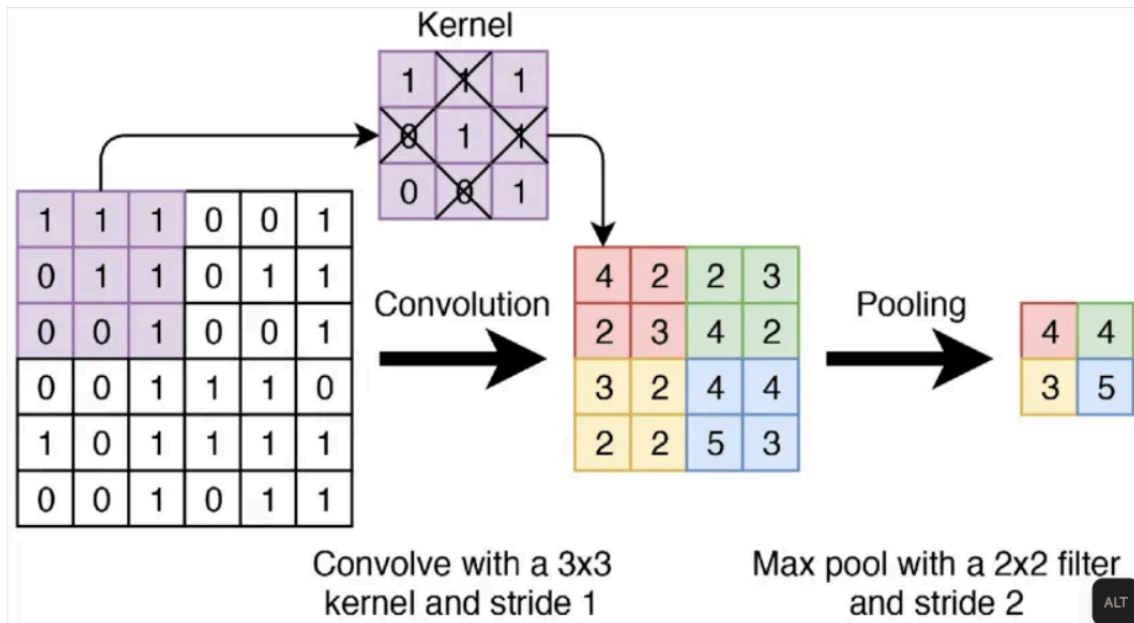 Kernel
1 1 1
0 1 1
0 0 1
1 1 1 0 0 1
0 1 1 0 1 1
0 0 1 0 0 1
0 0 1 1 1 0
1 0 1 1 1 1
0 0 1 0 1 1
Convolution
4 2 2 3
2 3 4 2
3 2 4 4
2 2 5 3
Pooling
4 4
3 5
Convolve with a 3x3
kernel and stride 1
Max pool with a 2x2 filter
and stride 2
ALT